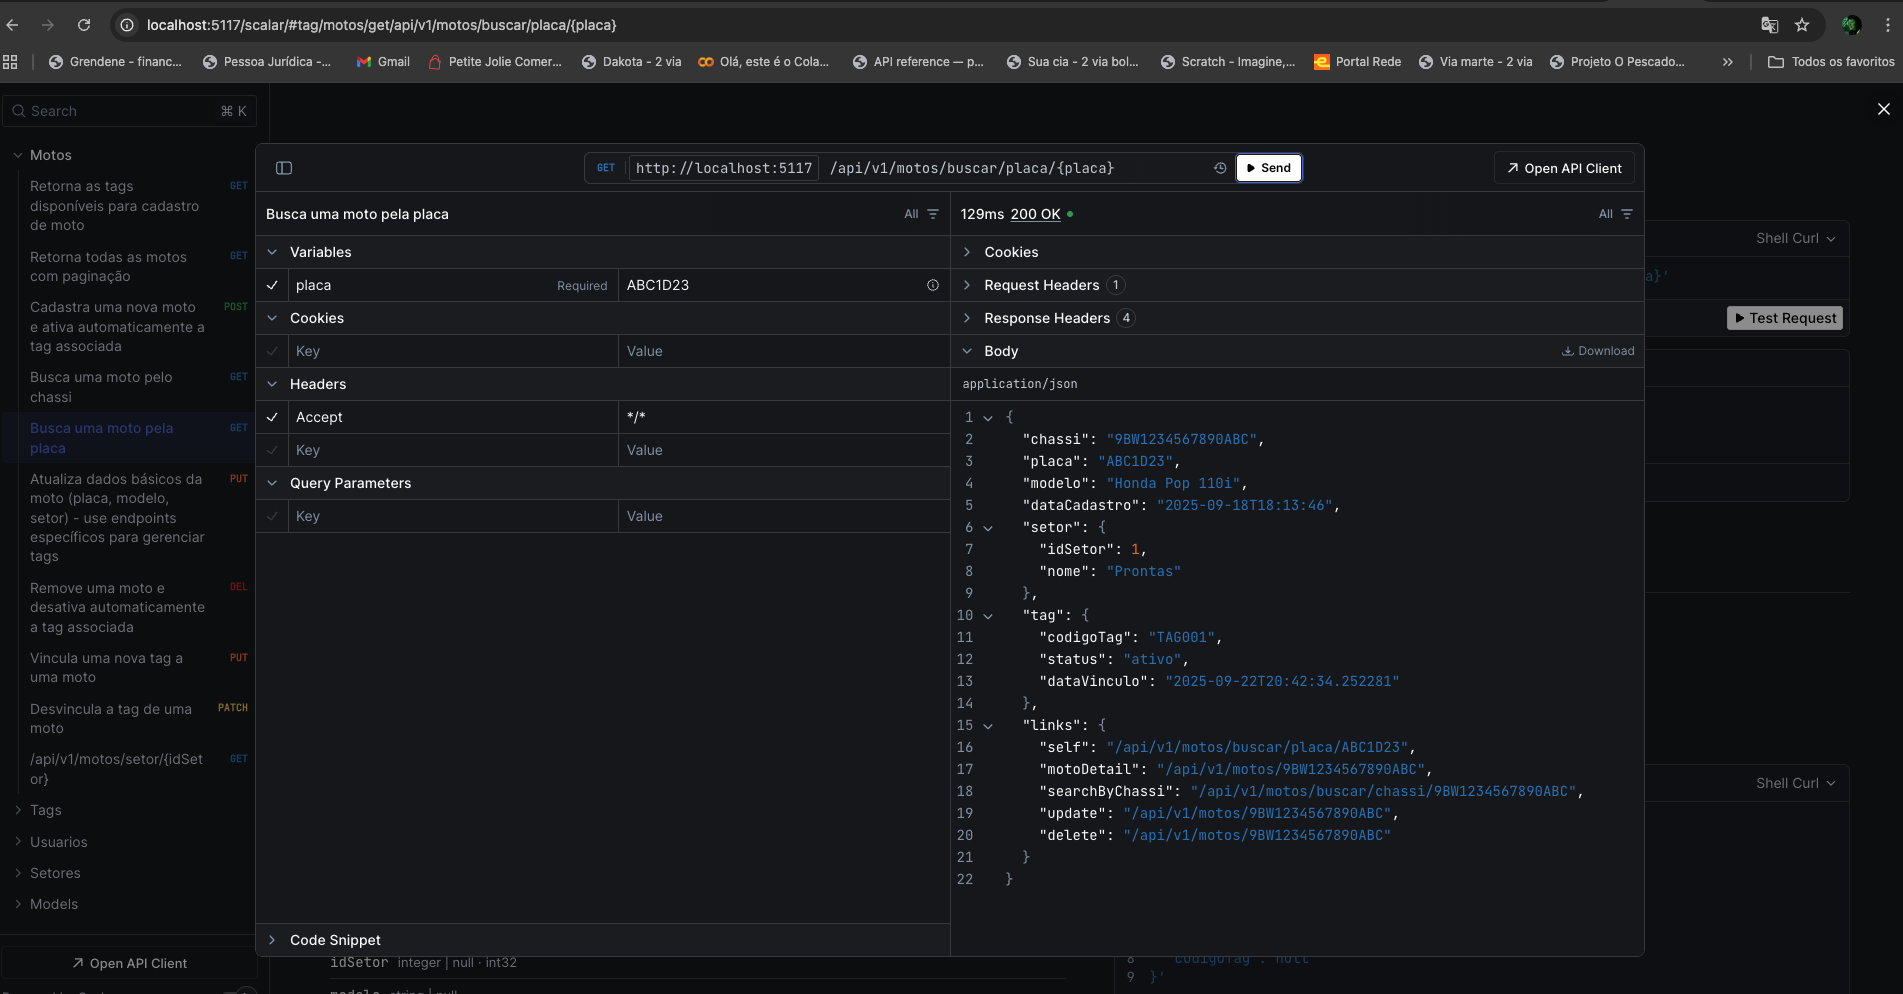 localhost:5117/scalar/#tag/motos/get/api/v1/motos/buscar/placa/{placa}
Grendene - financ...
Pessoa Jurídica -...
Gmail
Petite Jolie Comer...
Dakota - 2 via
Olá, este é o Cola...
API reference — p...
Sua cia - 2 via bol...
Scratch - Imagine,...
Portal Rede
Via marte - 2 via
Projeto O Pescado...
»
Todos os favoritos
Search ⌘ K
Motos
Retorna as tags GET
disponíveis para cadastro
de moto
Retorna todas as motos GET
com paginação
Cadastra uma nova moto POST
e ativa automaticamente a
tag associada
Busca uma moto pelo GET
chassi
Busca uma moto pela GET
placa
Atualiza dados básicos da PUT
moto (placa, modelo,
setor) - use endpoints
específicos para gerenciar
tags
Remove uma moto e DEL
desativa automaticamente
a tag associada
Vincula uma nova tag a PUT
uma moto
Desvincula a tag de uma PATCH
moto
/api/v1/motos/setor/{idSet GET
or}
Tags
Usuarios
Setores
Models
Open API Client
GET http://localhost:5117 /api/v1/motos/buscar/placa/{placa} Send
Open API Client
Busca uma moto pela placa All
Variables
placa Required ABC1D23
Cookies
Key Value
Headers
Accept */*
Key Value
Query Parameters
Key Value
Code Snippet
129ms 200 OK All
Cookies
Request Headers 1
Response Headers 4
Body Download
application/json
1 {
2 "chassi": "9BW1234567890ABC",
3 "placa": "ABC1D23",
4 "modelo": "Honda Pop 110i",
5 "dataCadastro": "2025-09-18T18:13:46",
6 "setor": {
7 "idSetor": 1,
8 "nome": "Prontas"
9 },
10 "tag": {
11 "codigoTag": "TAG001",
12 "status": "ativo",
13 "dataVinculo": "2025-09-22T20:42:34.252281"
14 },
15 "links": {
16 "self": "/api/v1/motos/buscar/placa/ABC1D23",
17 "motoDetail": "/api/v1/motos/9BW1234567890ABC",
18 "searchByChassi": "/api/v1/motos/buscar/chassi/9BW1234567890ABC",
19 "update": "/api/v1/motos/9BW1234567890ABC",
20 "delete": "/api/v1/motos/9BW1234567890ABC"
21 }
22 }
Shell Curl
a}'
Test Request
Shell Curl
idSetor integer | null · int32
8 "codigoTag": null
9 }'